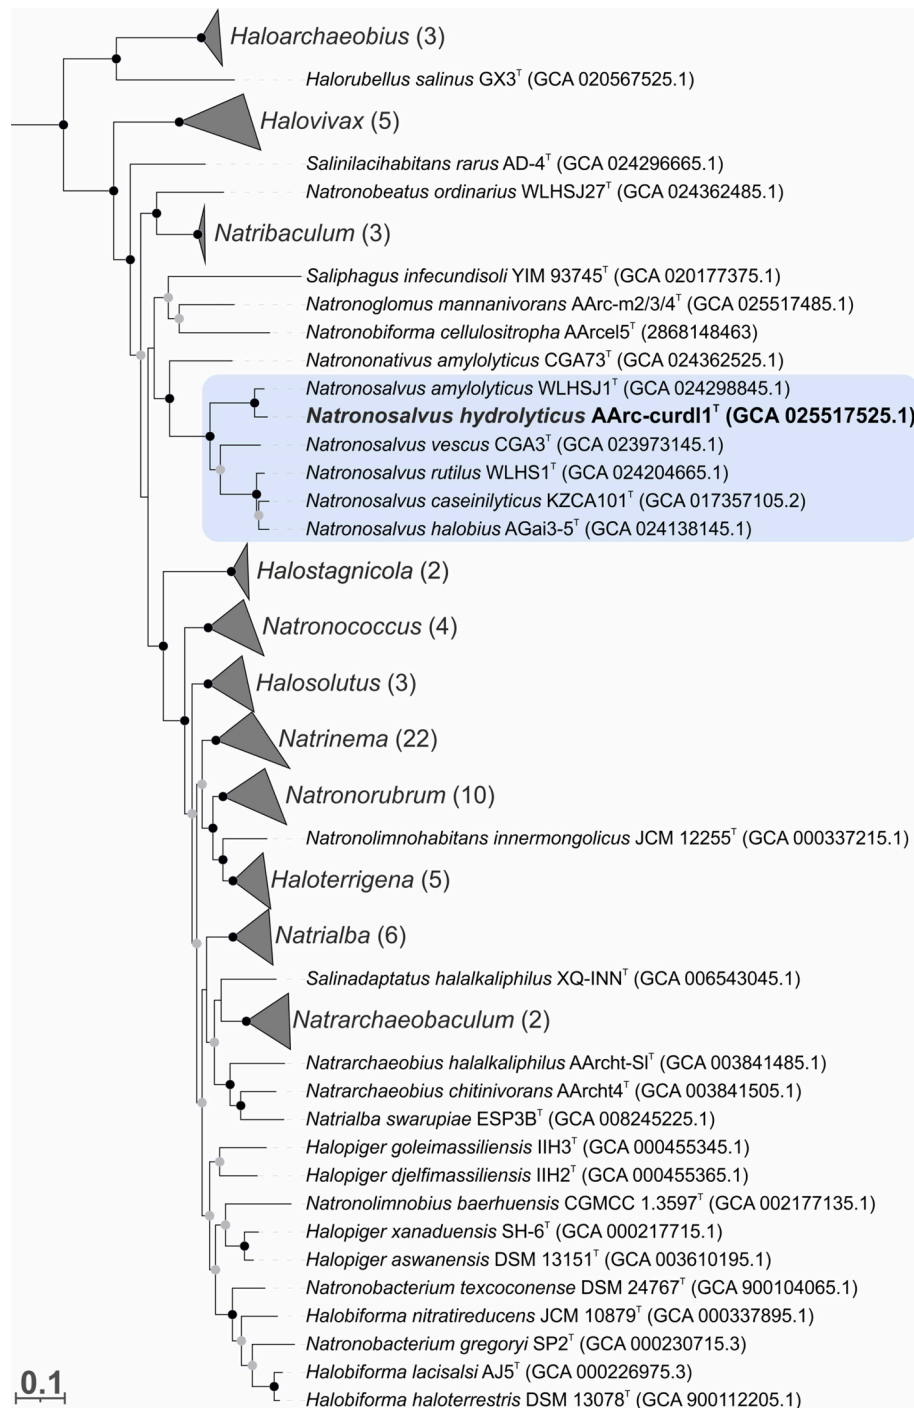 Haloarchaeobius (3)
Halorubellus salinus GX3ᵀ (GCA 020567525.1)
Halovivax (5)
Salinilacihabitans rarus AD-4ᵀ (GCA 024296665.1)
Natronobeatus ordinarius WLHSJ27ᵀ (GCA 024362485.1)
Natribaculum (3)
Saliphagus infecundisoli YIM 93745ᵀ (GCA 020177375.1)
Natronoglomus mannanivorans AArc-m2/3/4ᵀ (GCA 025517485.1)
Natronobiforma cellulositropha AArcel5ᵀ (2868148463)
Natrononativus amylolyticus CGA73ᵀ (GCA 024362525.1)
Natronosalvus amylolyticus WLHSJ1ᵀ (GCA 024298845.1)
Natronosalvus hydrolyticus AArc-curdl1ᵀ (GCA 025517525.1)
Natronosalvus vescus CGA3ᵀ (GCA 023973145.1)
Natronosalvus rutilus WLHS1ᵀ (GCA 024204665.1)
Natronosalvus caseinilyticus KZCA101ᵀ (GCA 017357105.2)
Natronosalvus halobius AGai3-5ᵀ (GCA 024138145.1)
Halostagnicola (2)
Natronococcus (4)
Halosolutus (3)
Natrinema (22)
Natronorubrum (10)
Natronolimnohabitans innermongolicus JCM 12255ᵀ (GCA 000337215.1)
Haloterrigena (5)
Natrialba (6)
Salinadaptatus halalkaliphilus XQ-INNᵀ (GCA 006543045.1)
Natrarchaeobaculum (2)
Natrarchaeobius halalkaliphilus AArcht-Slᵀ (GCA 003841485.1)
Natrarchaeobius chitinivorans AArcht4ᵀ (GCA 003841505.1)
Natrialba swarupiae ESP3Bᵀ (GCA 008245225.1)
Halopiger goleimassiliensis IIH3ᵀ (GCA 000455345.1)
Halopiger djelfimassiliensis IIH2ᵀ (GCA 000455365.1)
Natronolimnobius baerhuensis CGMCC 1.3597ᵀ (GCA 002177135.1)
Halopiger xanaduensis SH-6ᵀ (GCA 000217715.1)
Halopiger aswanensis DSM 13151ᵀ (GCA 003610195.1)
Natronobacterium texcoconense DSM 24767ᵀ (GCA 900104065.1)
Halobiforma nitratireducens JCM 10879ᵀ (GCA 000337895.1)
Natronobacterium gregoryi SP2ᵀ (GCA 000230715.3)
Halobiforma lacisalsi AJ5ᵀ (GCA 000226975.3)
Halobiforma haloterrestris DSM 13078ᵀ (GCA 900112205.1)
0.1